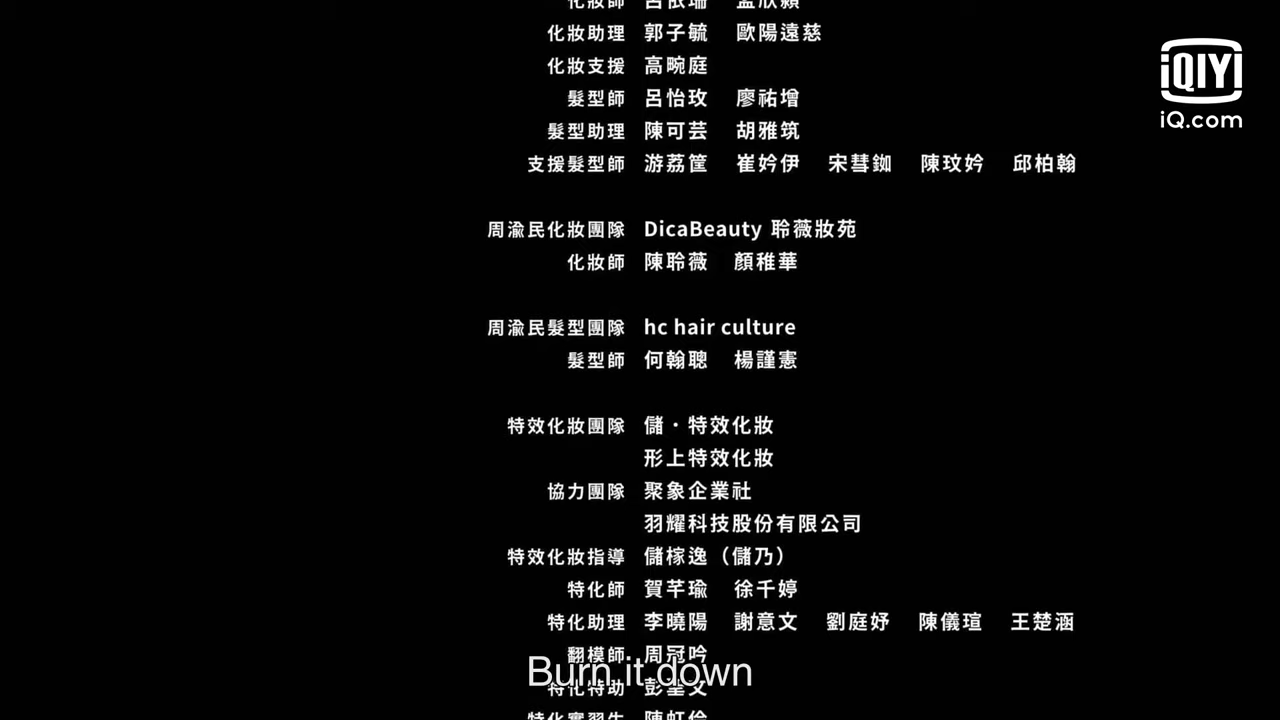 化妝助理 郭子毓 歐陽遠慈
化妝支援 高畹庭
髮型師 呂怡玫 廖祐增
髮型助理 陳可芸 胡雅筑
支援髮型師 游荔筐 崔妗伊 宋彗銣 陳玟妗 邱柏翰
周渝民化妝團隊 DicaBeauty 聆薇妝苑
化妝師 陳聆薇 顏稚華
周渝民髮型團隊 hc hair culture
髮型師 何翰聰 楊謹憲
特效化妝團隊 儲・特效化妝
形上特效化妝
協力團隊 聚象企業社
羽耀科技股份有限公司
特效化妝指導 儲榢逸（儲乃）
特化師 賀芊瑜 徐千婷
特化助理 李曉陽 謝意文 劉庭妤 陳儀瑄 王楚涵
翻模師 周冠吟
特化特助
Burn it down
iQIYI
iQ.com